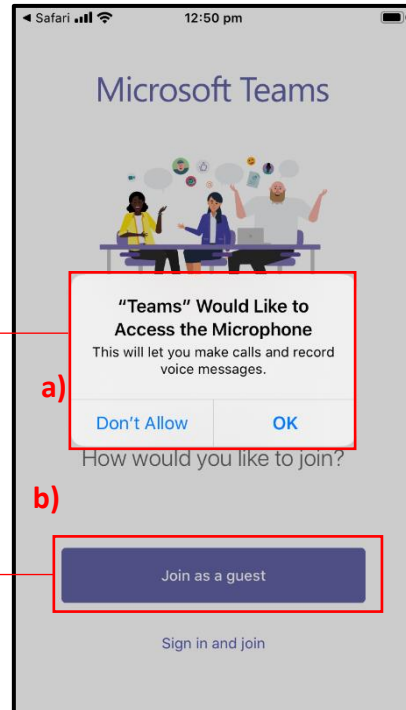 ◀ Safari
12:50 pm
Microsoft Teams
“Teams” Would Like to
Access the Microphone
This will let you make calls and record
voice messages.
a)
Don’t Allow OK
How would you like to join?
b)
Join as a guest
Sign in and join